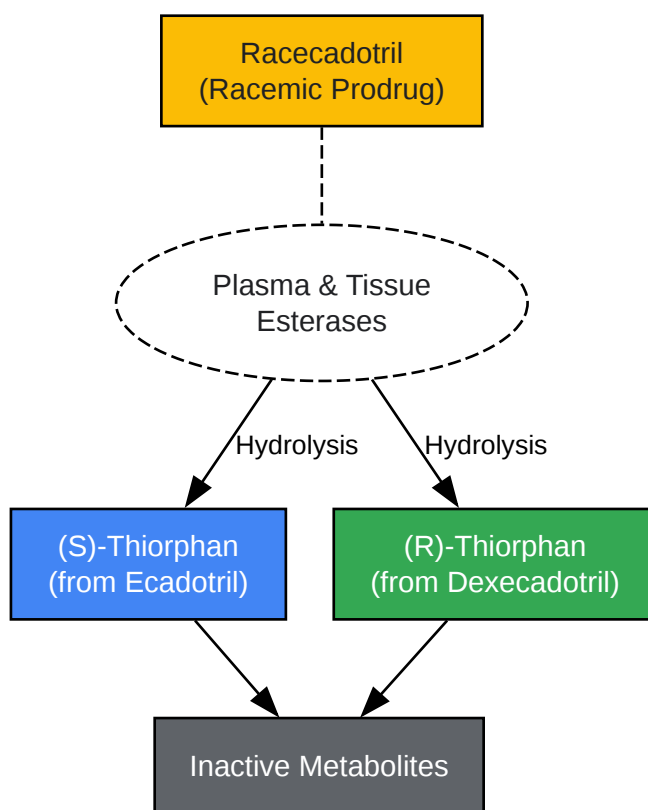 Racecadotril
(Racemic Prodrug)
Plasma & Tissue
Esterases
Hydrolysis
Hydrolysis
(S)-Thiorphan
(from Ecadotril)
(R)-Thiorphan
(from Dexecadotril)
Inactive Metabolites